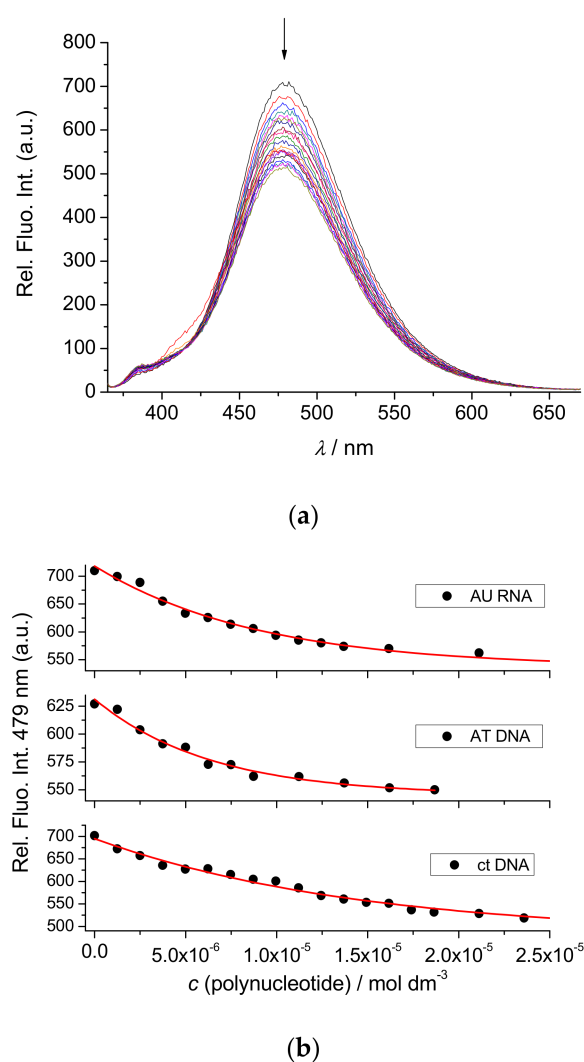 800
700
600
500
400
300
200
100
0
Rel. Fluo. Int. (a.u.)
400 450 500 550 600 650
λ / nm
(a)
700
650
600
550
AU RNA
625
600
575
550
AT DNA
700
650
600
550
500
ct DNA
Rel. Fluo. Int. 479 nm (a.u.)
0.0 5.0x10⁻⁶ 1.0x10⁻⁵ 1.5x10⁻⁵ 2.0x10⁻⁵ 2.5x10⁻⁵
c (polynucleotide) / mol dm⁻³
(b)